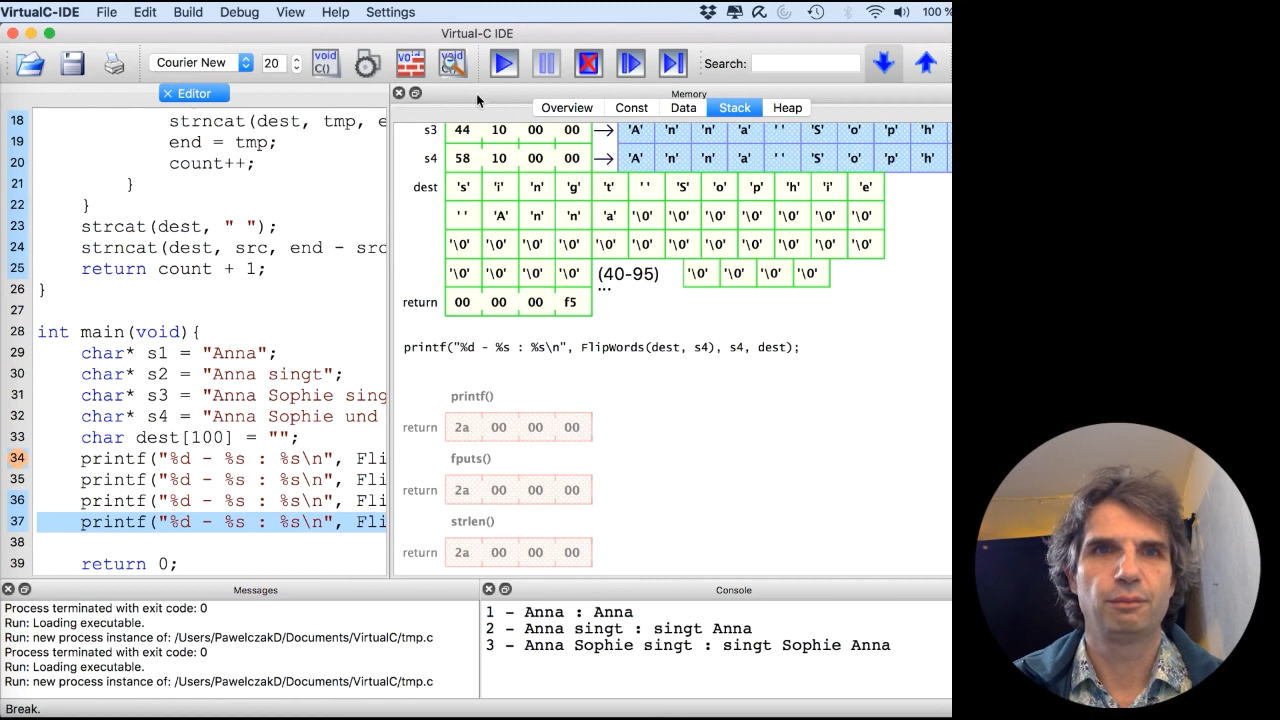 VirtualC-IDE File Edit Build Debug View Help Settings 100 %
Virtual-C IDE
Courier New 20 void C() void void C() Search:
Editor
Memory
Overview Const Data Stack Heap
18 strncat(dest, tmp, e
19 end = tmp;
20 count++;
21 }
22 }
23 strcat(dest, " ");
24 strncat(dest, src, end - src
25 return count + 1;
26 }
27
28 int main(void){
29 char* s1 = "Anna";
30 char* s2 = "Anna singt";
31 char* s3 = "Anna Sophie sing
32 char* s4 = "Anna Sophie und
33 char dest[100] = "";
34 printf("%d - %s : %s\n", Fli
35 printf("%d - %s : %s\n", Fli
36 printf("%d - %s : %s\n", Fli
37 printf("%d - %s : %s\n", Fli
38
39 return 0;
s3 44 10 00 00 'A' 'n' 'n' 'a' ' ' 'S' 'o' 'p' 'h'
s4 58 10 00 00 'A' 'n' 'n' 'a' ' ' 'S' 'o' 'p' 'h'
dest 's' 'i' 'n' 'g' 't' ' ' 'S' 'o' 'p' 'h' 'i' 'e'
' ' 'A' 'n' 'n' 'a' '\0' '\0' '\0' '\0' '\0' '\0' '\0'
'\0' '\0' '\0' '\0' '\0' '\0' '\0' '\0' '\0' '\0' '\0' '\0'
'\0' '\0' '\0' '\0' (40-95) ... '\0' '\0' '\0' '\0'
return 00 00 00 f5
printf("%d - %s : %s\n", FlipWords(dest, s4), s4, dest);
printf()
return 2a 00 00 00
fputs()
return 2a 00 00 00
strlen()
return 2a 00 00 00
Messages
Process terminated with exit code: 0
Run: Loading executable.
Run: new process instance of: /Users/PawelczakD/Documents/VirtualC/tmp.c
Process terminated with exit code: 0
Run: Loading executable.
Run: new process instance of: /Users/PawelczakD/Documents/VirtualC/tmp.c
Console
1 - Anna : Anna
2 - Anna singt : singt Anna
3 - Anna Sophie singt : singt Sophie Anna
Break.